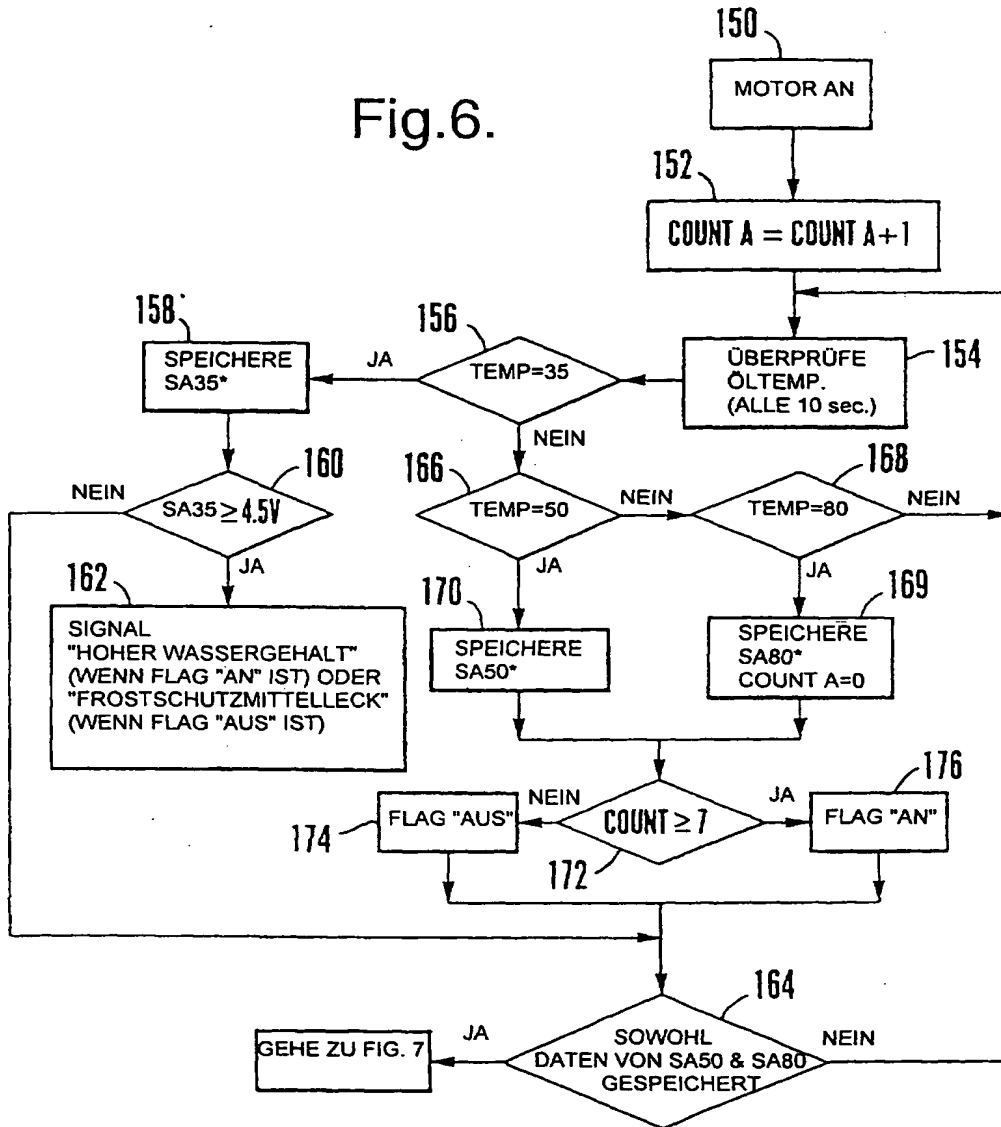 Fig.6.
150
MOTOR AN
152
COUNT A = COUNT A+1
154
ÜBERPRÜFE
ÖLTEMP.
(ALLE 10 sec.)
156
TEMP=35
JA
NEIN
158
SPEICHERE
SA35*
160
SA35 ≥ 4.5V
NEIN
JA
162
SIGNAL
"HOHER WASSERGEHALT"
(WENN FLAG "AN" IST) ODER
"FROSTSCHUTZMITTELLECK"
(WENN FLAG "AUS" IST)
166
TEMP=50
NEIN
JA
168
TEMP=80
NEIN
JA
170
SPEICHERE
SA50*
169
SPEICHERE
SA80*
COUNT A=0
172
COUNT ≥ 7
NEIN
JA
174
FLAG "AUS"
176
FLAG "AN"
164
SOWOHL
DATEN VON SA50 & SA80
GESPEICHERT
JA
NEIN
GEHE ZU FIG. 7